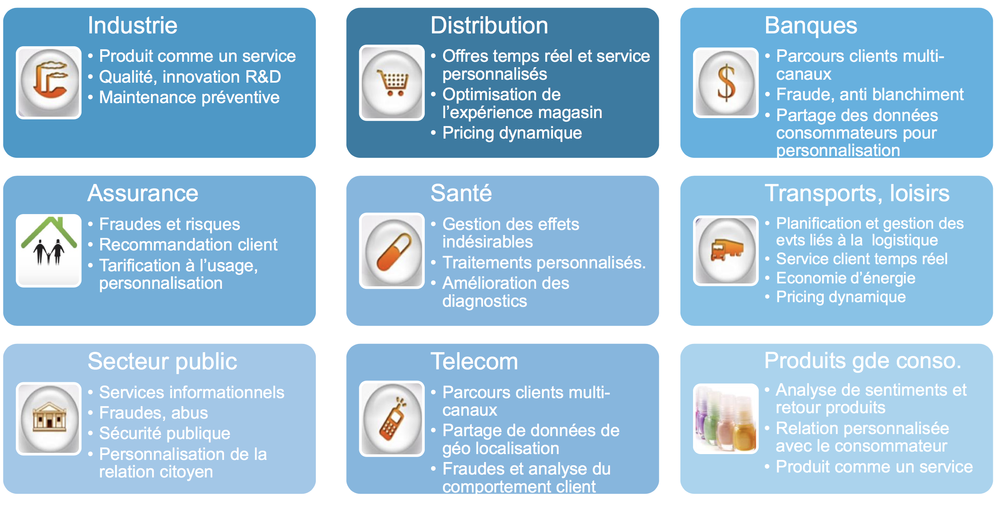 Industrie
• Produit comme un service
• Qualité, innovation R&D
• Maintenance préventive
Distribution
• Offres temps réel et service
personnalisés
• Optimisation de
l’expérience magasin
• Pricing dynamique
Banques
• Parcours clients multi-
canaux
• Fraude, anti blanchiment
• Partage des données
consommateurs pour
personnalisation
Assurance
• Fraudes et risques
• Recommandation client
• Tarification à l’usage,
personnalisation
Santé
• Gestion des effets
indésirables
• Traitements personnalisés.
• Amélioration des
diagnostics
Transports, loisirs
• Planification et gestion des
evts liés à la  logistique
• Service client temps réel
• Economie d’énergie
• Pricing dynamique
Secteur public
• Services informationnels
• Fraudes, abus
• Sécurité publique
• Personnalisation de la
relation citoyen
Telecom
• Parcours clients multi-
canaux
• Partage de données de
géo localisation
• Fraudes et analyse du
comportement client
Produits gde conso.
• Analyse de sentiments et
retour produits
• Relation personnalisée
avec le consommateur
• Produit comme un service